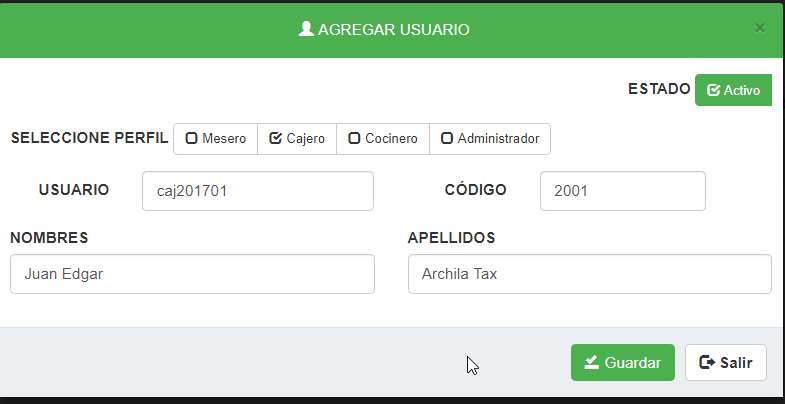 AGREGAR USUARIO ×
ESTADO Activo
SELECCIONE PERFIL Mesero Cajero Cocinero Administrador
USUARIO caj201701 CÓDIGO 2001
NOMBRES APELLIDOS
Juan Edgar Archila Tax
Guardar Salir